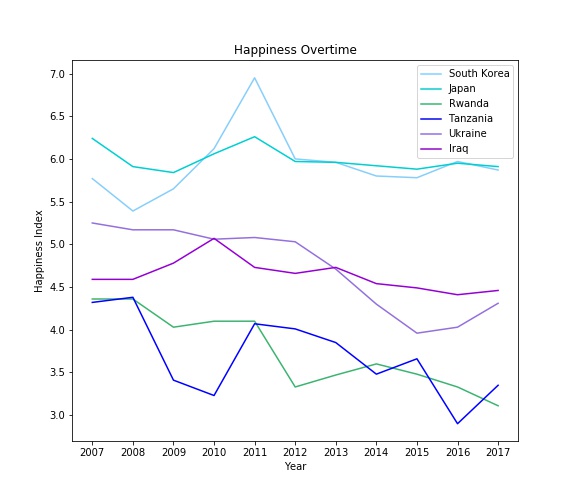 Happiness Overtime
South Korea
Japan
Rwanda
Tanzania
Ukraine
Iraq
7.0
6.5
6.0
5.5
5.0
4.5
4.0
3.5
3.0
Happiness Index
2007 2008 2009 2010 2011 2012 2013 2014 2015 2016 2017
Year